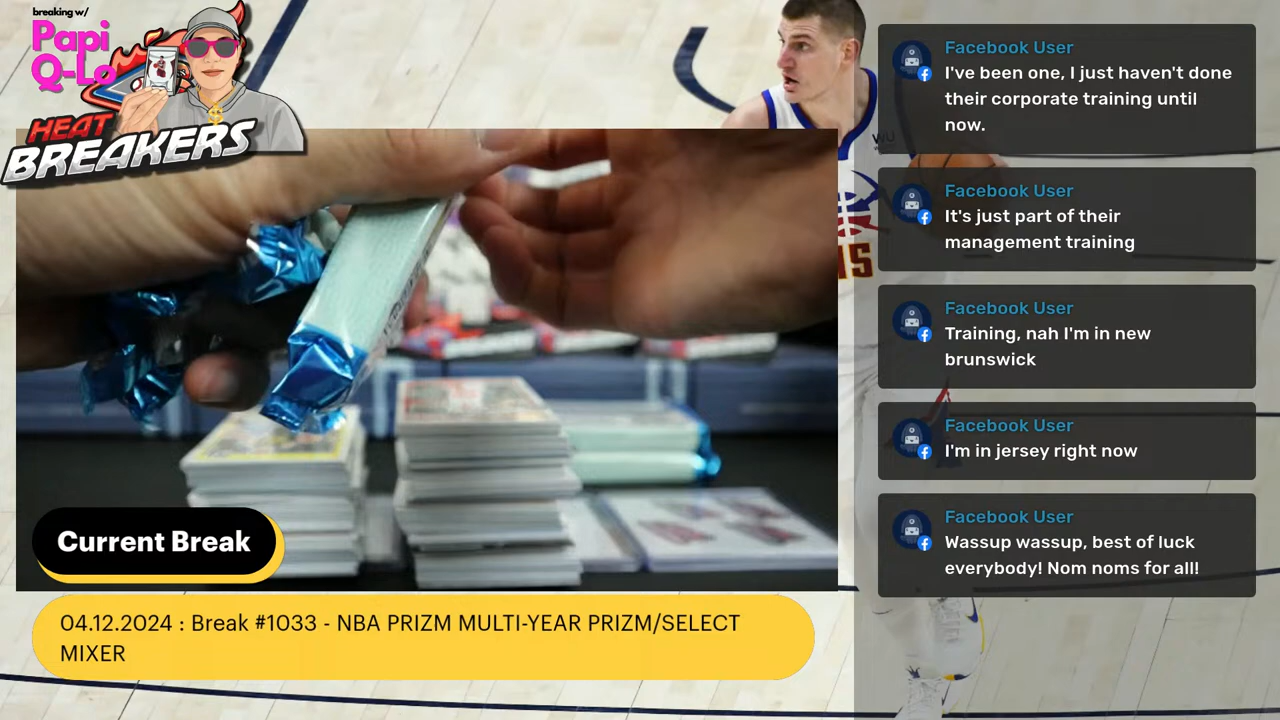 breaking w/
Papi
Q-Lo
HEAT
BREAKERS
Facebook User
I've been one, I just haven't done
their corporate training until
now.
Facebook User
It's just part of their
management training
Facebook User
Training, nah I'm in new
brunswick
Facebook User
I'm in jersey right now
Facebook User
Wassup wassup, best of luck
everybody! Nom noms for all!
Current Break
04.12.2024 : Break #1033 - NBA PRIZM MULTI-YEAR PRIZM/SELECT
MIXER